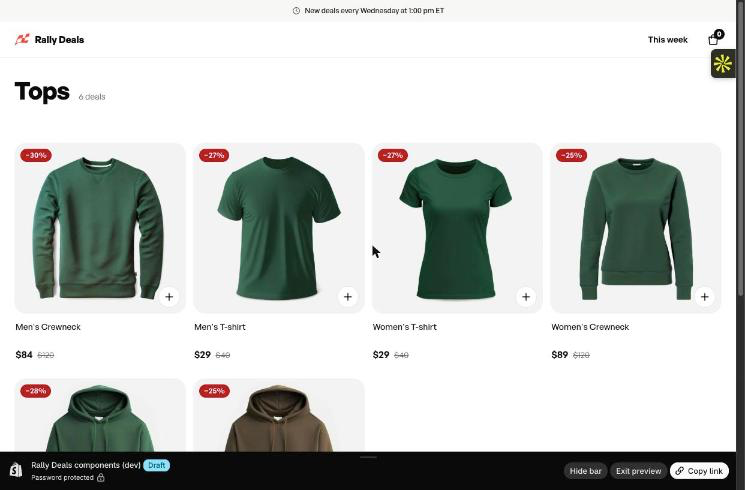 New deals every Wednesday at 1:00 pm ET
Rally Deals
This week
0
Tops
6 deals
−30%
−27%
−27%
−25%
Men's Crewneck
Men's T-shirt
Women's T-shirt
Women's Crewneck
$84 $120
$29 $40
$29 $40
$89 $120
−28%
−25%
Rally Deals components (dev) Draft
Password protected
Hide bar
Exit preview
Copy link